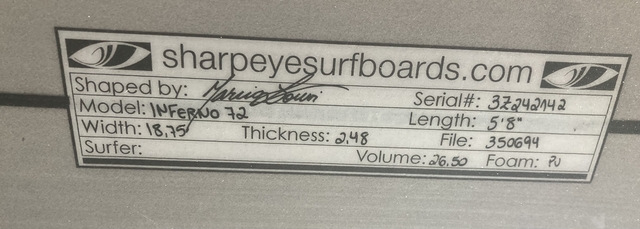 sharpeyesurfboards.com
Shaped by: Serial#: 3Z242142
Model: INFERNO 72 Length: 5'8"
Width: 18,75 Thickness: 2,48 File: 350694
Surfer: Volume: 26.50 Foam: PU